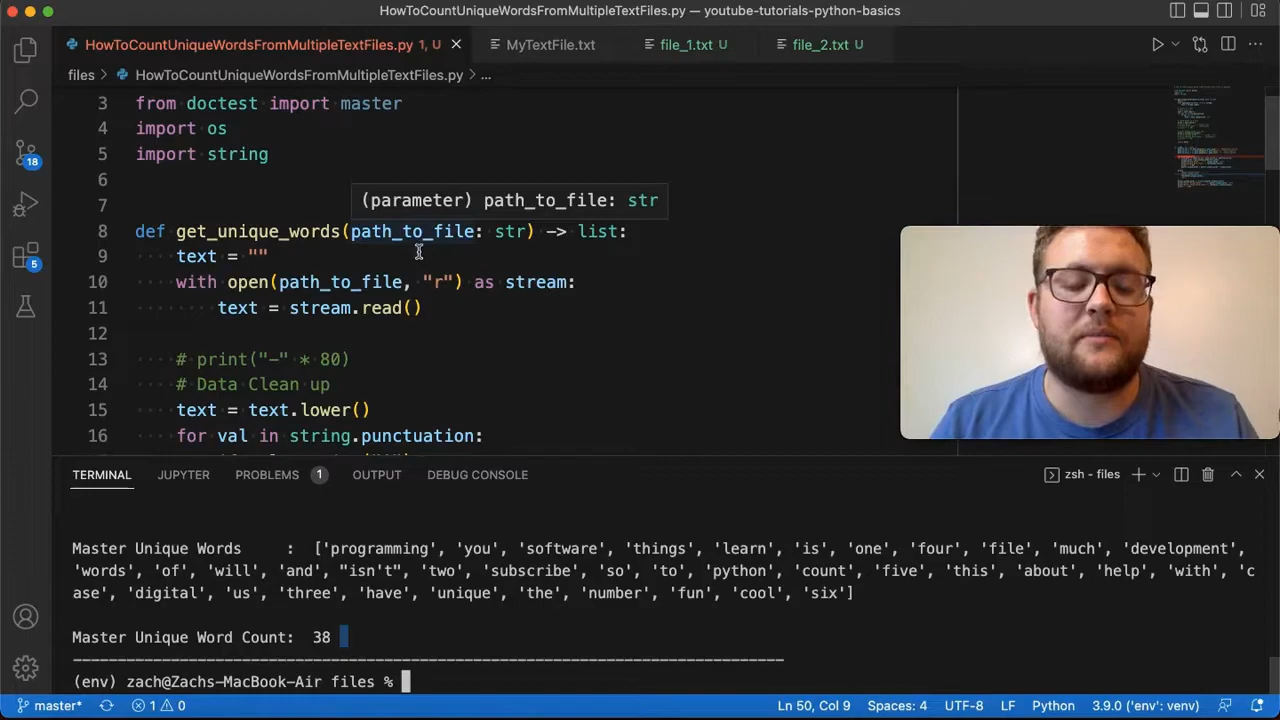 HowToCountUniqueWordsFromMultipleTextFiles.py — youtube-tutorials-python-basics
HowToCountUniqueWordsFromMultipleTextFiles.py 1, U
MyTextFile.txt
file_1.txt U
file_2.txt U
files > HowToCountUniqueWordsFromMultipleTextFiles.py > ...
3 from doctest import master
4 import os
5 import string
6
7
(parameter) path_to_file: str
8 def get_unique_words(path_to_file: str) -> list:
9 text = ""
10 with open(path_to_file, "r") as stream:
11 text = stream.read()
12
13 # print("-" * 80)
14 # Data Clean up
15 text = text.lower()
16 for val in string.punctuation:
18
5
TERMINAL JUPYTER PROBLEMS 1 OUTPUT DEBUG CONSOLE
zsh - files
Master Unique Words : ['programming', 'you', 'software', 'things', 'learn', 'is', 'one', 'four', 'file', 'much', 'development',
'words', 'of', 'will', 'and', "isn't", 'two', 'subscribe', 'so', 'to', 'python', 'count', 'five', 'this', 'about', 'help', 'with', 'c
ase', 'digital', 'us', 'three', 'have', 'unique', 'the', 'number', 'fun', 'cool', 'six']
Master Unique Word Count: 38
--------------------------------------------------------------------------------
(env) zach@Zachs-MacBook-Air files %
master* 1 0 Ln 50, Col 9 Spaces: 4 UTF-8 LF Python 3.9.0 ('env': venv)